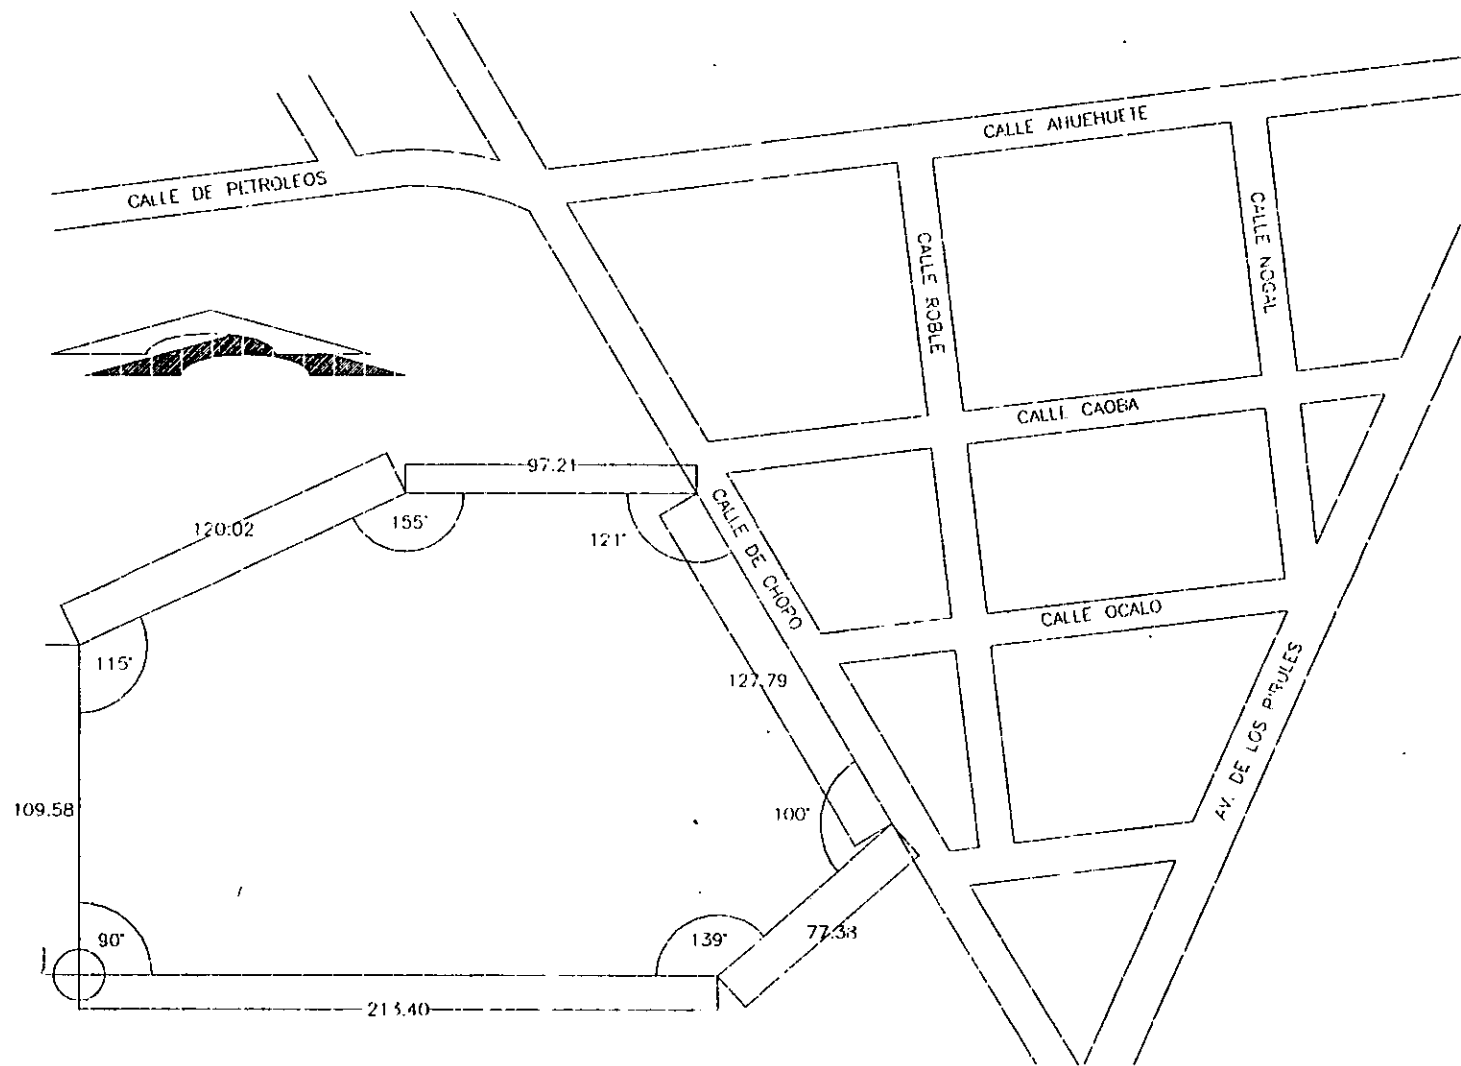 CALLE AHUEHUETE
CALLE DE PETROLEOS
CALLE ROBLE
CALLE NOGAL
CALLE CAOBA
97.21
120.02
155°
121°
CALLE DE CHOPO
CALLE OCALO
115°
127.79
AV. DE LOS PIRULES
109.58
100°
90°
139°
77.38
213.40